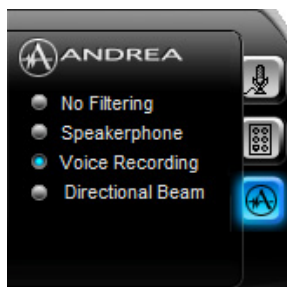 ANDREA
No Filtering
Speakerphone
Voice Recording
Directional Beam